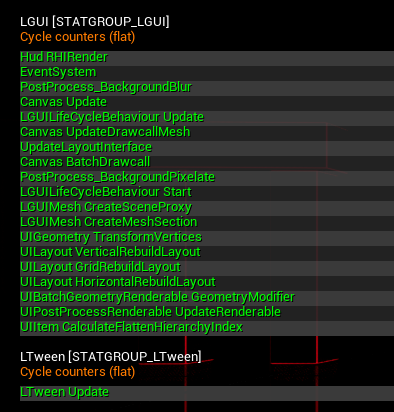 LGUI [STATGROUP_LGUI]
Cycle counters (flat)
Hud RHIRender
EventSystem
PostProcess_BackgroundBlur
Canvas Update
LGUILifeCycleBehaviour Update
Canvas UpdateDrawcallMesh
UpdateLayoutInterface
Canvas BatchDrawcall
PostProcess_BackgroundPixelate
LGUILifeCycleBehaviour Start
LGUIMesh CreateSceneProxy
LGUIMesh CreateMeshSection
UIGeometry TransformVertices
UILayout VerticalRebuildLayout
UILayout GridRebuildLayout
UILayout HorizontalRebuildLayout
UIBatchGeometryRenderable GeometryModifier
UIPostProcessRenderable UpdateRenderable
UIItem CalculateFlattenHierarchyIndex
LTween [STATGROUP_LTween]
Cycle counters (flat)
LTween Update